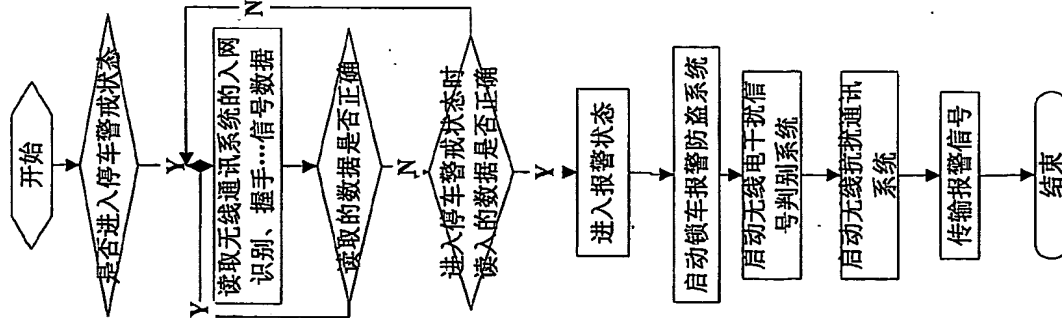 开始
是否进入停车警戒状态
Y
N
读取无线通讯系统的入网
识别、握手…信号数据
Y
读取的数据是否正确
N
进入停车警戒状态时
读入的数据是否正确
Y
进入报警状态
启动锁车报警防盗系统
启动无线电干扰信
号判别系统
启动无线抗扰通讯
系统
传输报警信号
结束